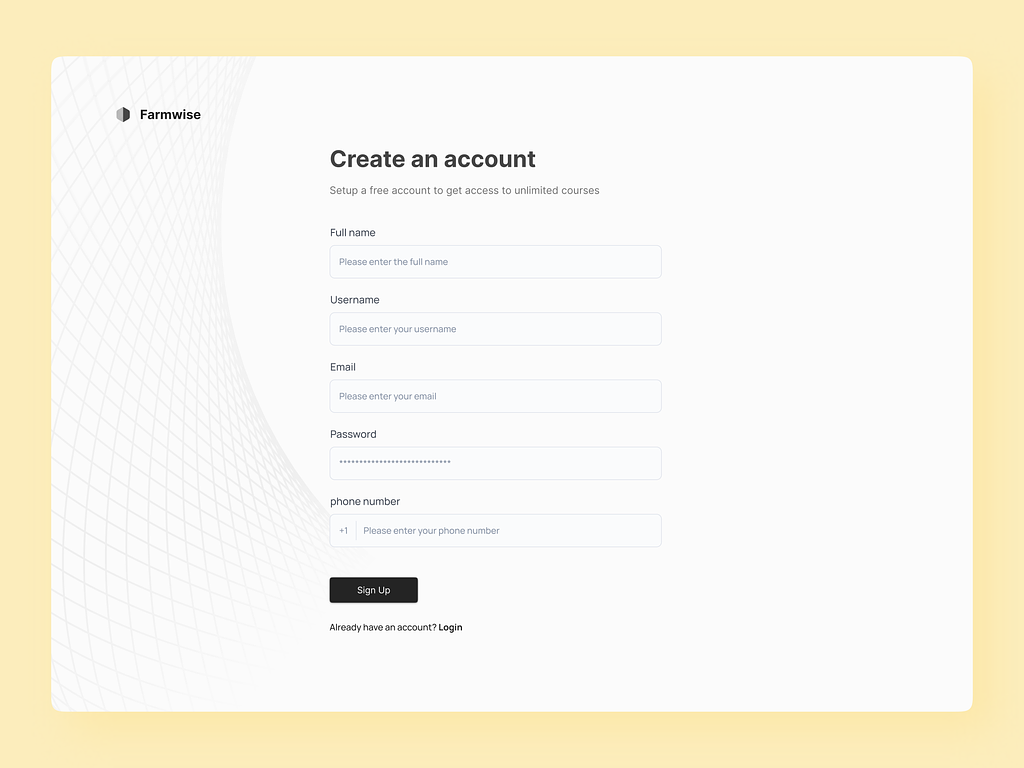 Farmwise
Create an account
Setup a free account to get access to unlimited courses
Full name
Please enter the full name
Username
Please enter your username
Email
Please enter your email
Password
••••••••••••••••••••••••••••
phone number
+1 Please enter your phone number
Sign Up
Already have an account? Login